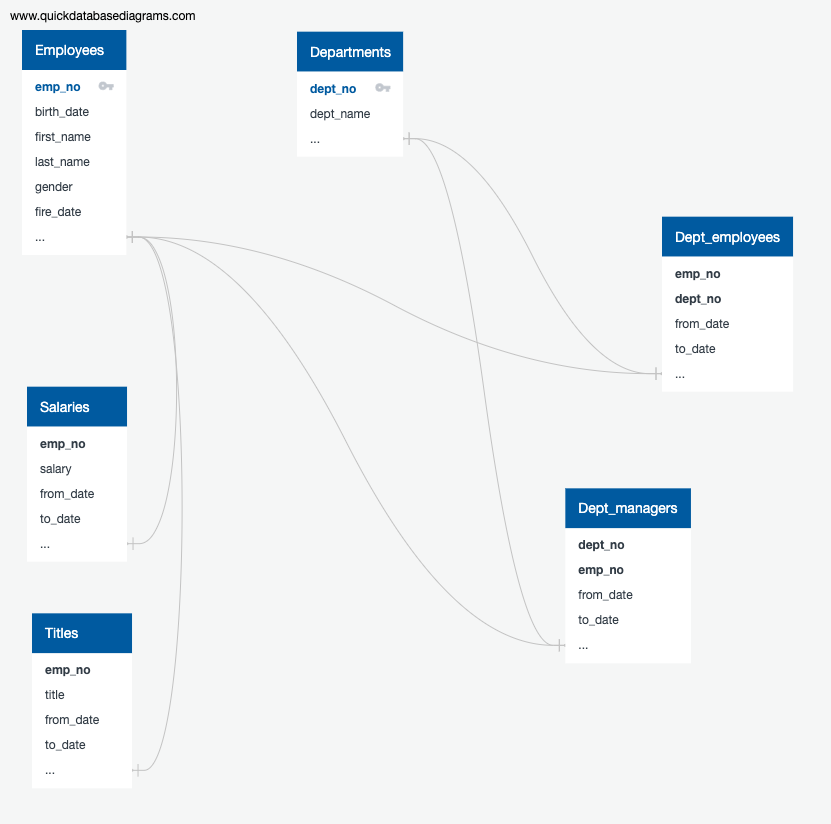 www.quickdatabasediagrams.com
Employees
emp_no
birth_date
first_name
last_name
gender
fire_date
...
Departments
dept_no
dept_name
...
Dept_employees
emp_no
dept_no
from_date
to_date
...
Salaries
emp_no
salary
from_date
to_date
...
Dept_managers
dept_no
emp_no
from_date
to_date
...
Titles
emp_no
title
from_date
to_date
...